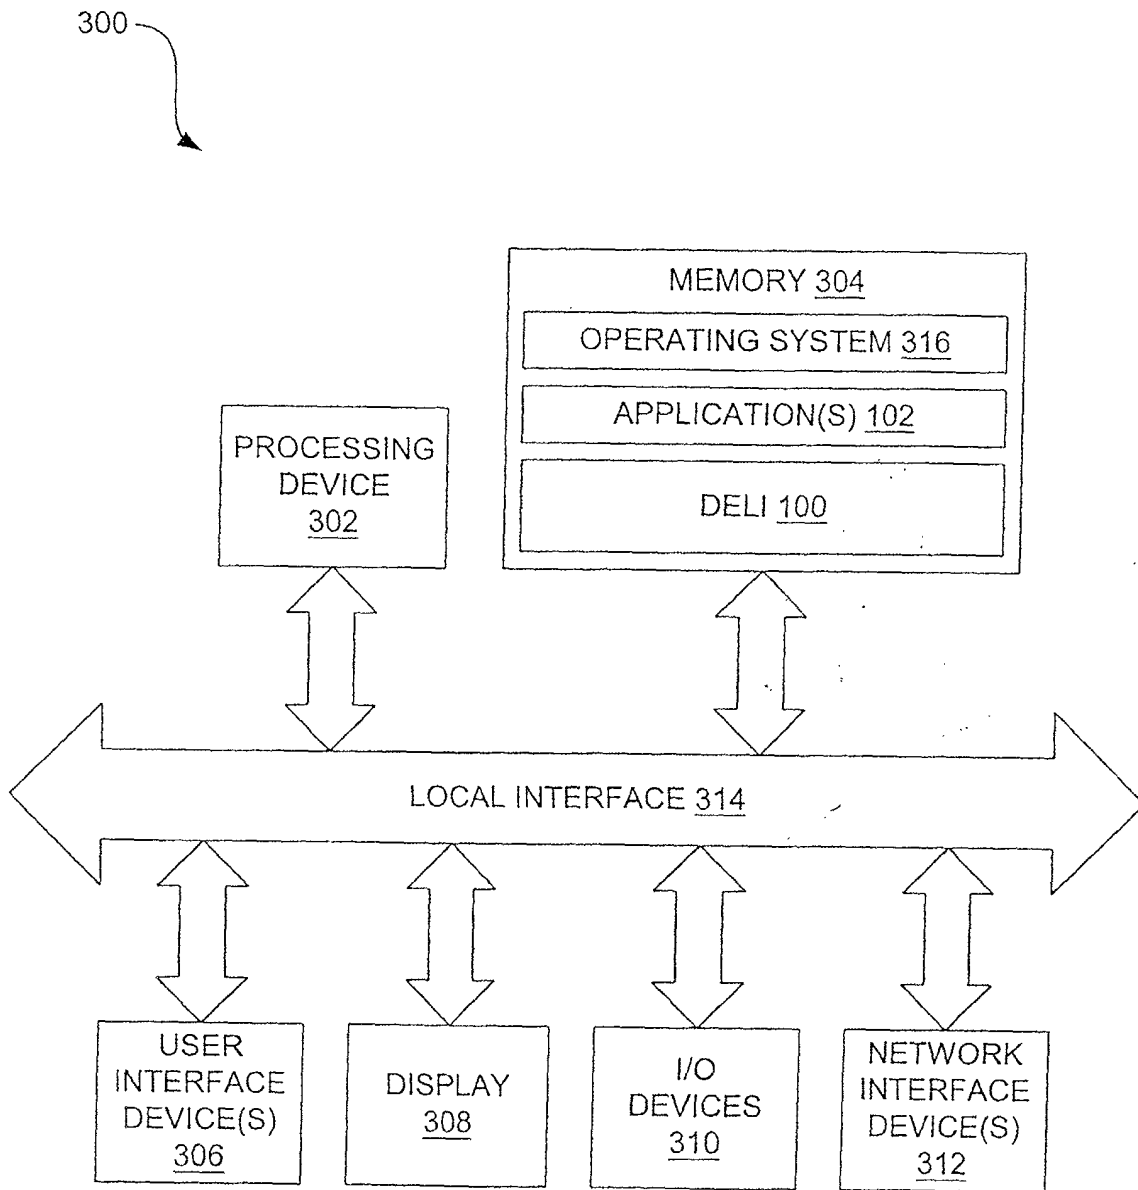 300
MEMORY 304
OPERATING SYSTEM 316
APPLICATION(S) 102
DELI 100
PROCESSING
DEVICE
302
LOCAL INTERFACE 314
USER
INTERFACE
DEVICE(S)
306
DISPLAY
308
I/O
DEVICES
310
NETWORK
INTERFACE
DEVICE(S)
312